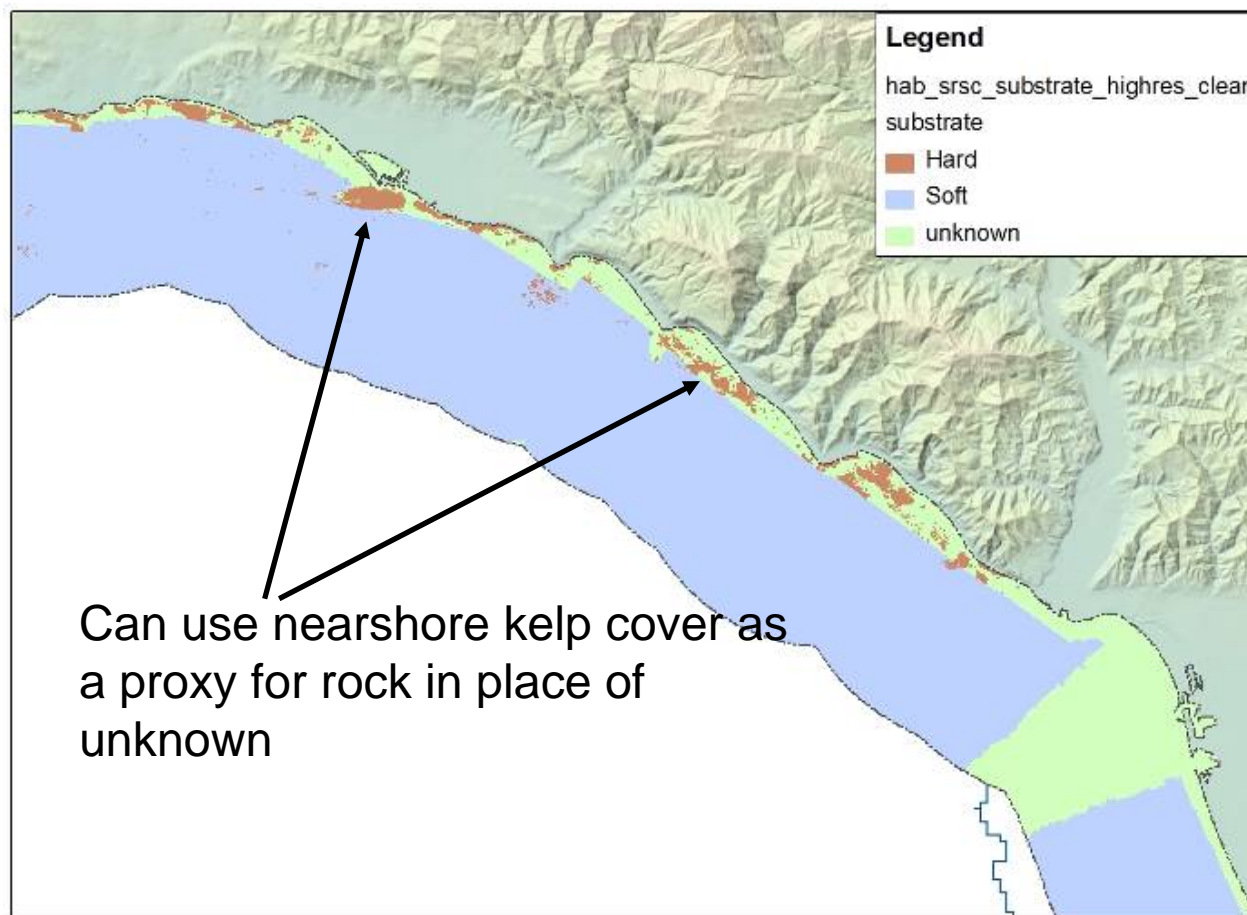 Legend
hab_srsc_substrate_highres_clear
substrate
Hard
Soft
unknown
Can use nearshore kelp cover as
a proxy for rock in place of
unknown